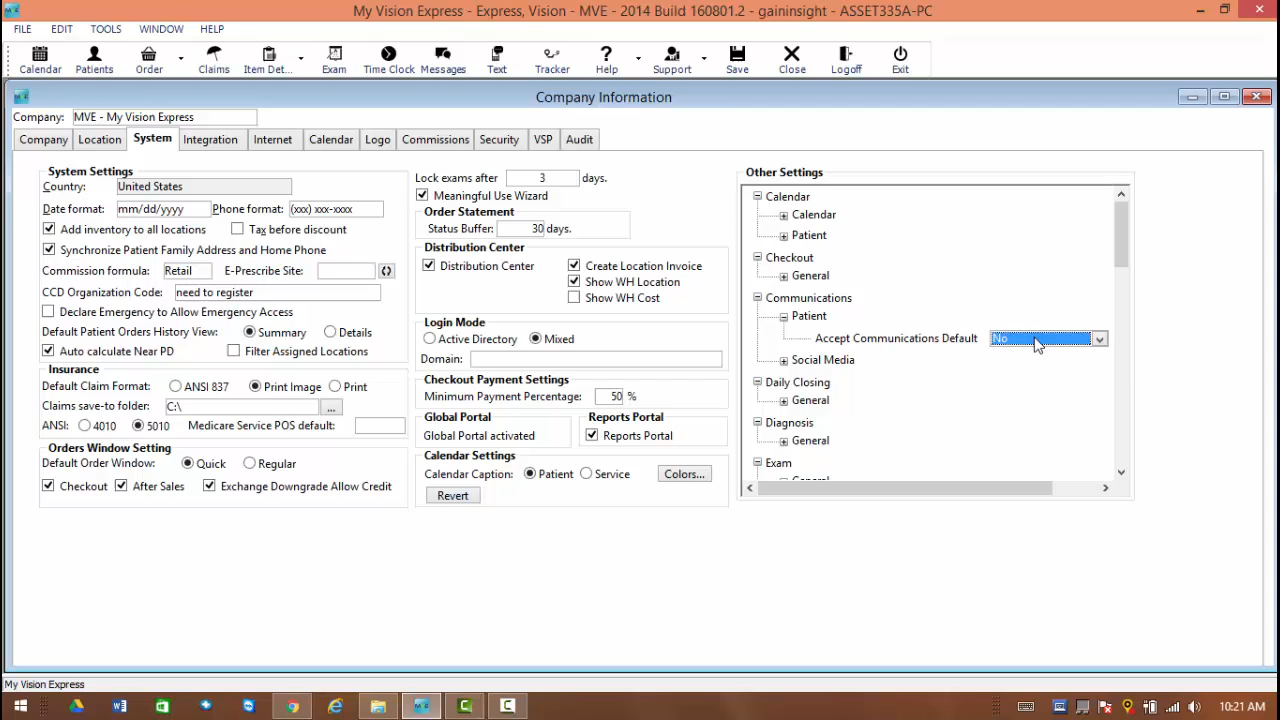 My Vision Express - Express, Vision - MVE - 2014 Build 160801.2 - gaininsight - ASSET335A-PC
FILE EDIT TOOLS WINDOW HELP
Calendar Patients Order Claims Item Det... Exam Time Clock Messages Text Tracker Help Support Save Close Logoff Exit
Company Information
Company: MVE - My Vision Express
Company Location System Integration Internet Calendar Logo Commissions Security VSP Audit
System Settings
Country: United States
Date format: mm/dd/yyyy Phone format: (xxx) xxx-xxxx
Add inventory to all locations Tax before discount
Synchronize Patient Family Address and Home Phone
Commission formula: Retail E-Prescribe Site:
CCD Organization Code: need to register
Declare Emergency to Allow Emergency Access
Default Patient Orders History View: Summary Details
Auto calculate Near PD Filter Assigned Locations
Insurance
Default Claim Format: ANSI 837 Print Image Print
Claims save-to folder: C:\ ...
ANSI: 4010 5010 Medicare Service POS default:
Orders Window Setting
Default Order Window: Quick Regular
Checkout After Sales Exchange Downgrade Allow Credit
Lock exams after 3 days.
Meaningful Use Wizard
Order Statement
Status Buffer: 30 days.
Distribution Center
Distribution Center Create Location Invoice
Show WH Location
Show WH Cost
Login Mode
Active Directory Mixed
Domain:
Checkout Payment Settings
Minimum Payment Percentage: 50 %
Global Portal
Global Portal activated
Reports Portal
Reports Portal
Calendar Settings
Calendar Caption: Patient Service Colors...
Revert
Other Settings
Calendar
Calendar
Patient
Checkout
General
Communications
Patient
Accept Communications Default No
Social Media
Daily Closing
General
Diagnosis
General
Exam
General
My Vision Express
10:21 AM